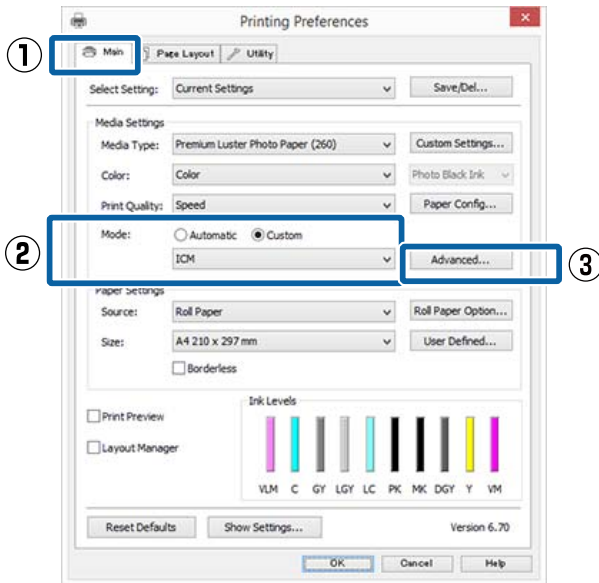 Printing Preferences
1
Main Page Layout Utility
Select Setting: Current Settings Save/Del...
Media Settings
Media Type: Premium Luster Photo Paper (260) Custom Settings...
Color: Color Photo Black Ink
Print Quality: Speed Paper Config...
2
Mode: Automatic Custom
ICM Advanced...
3
Paper Settings
Source: Roll Paper Roll Paper Option...
Size: A4 210 x 297 mm User Defined...
Borderless
Print Preview
Layout Manager
Ink Levels
VLM C GY LGY LC PK MK DGY Y VM
Reset Defaults Show Settings... Version 6.70
OK Cancel Help